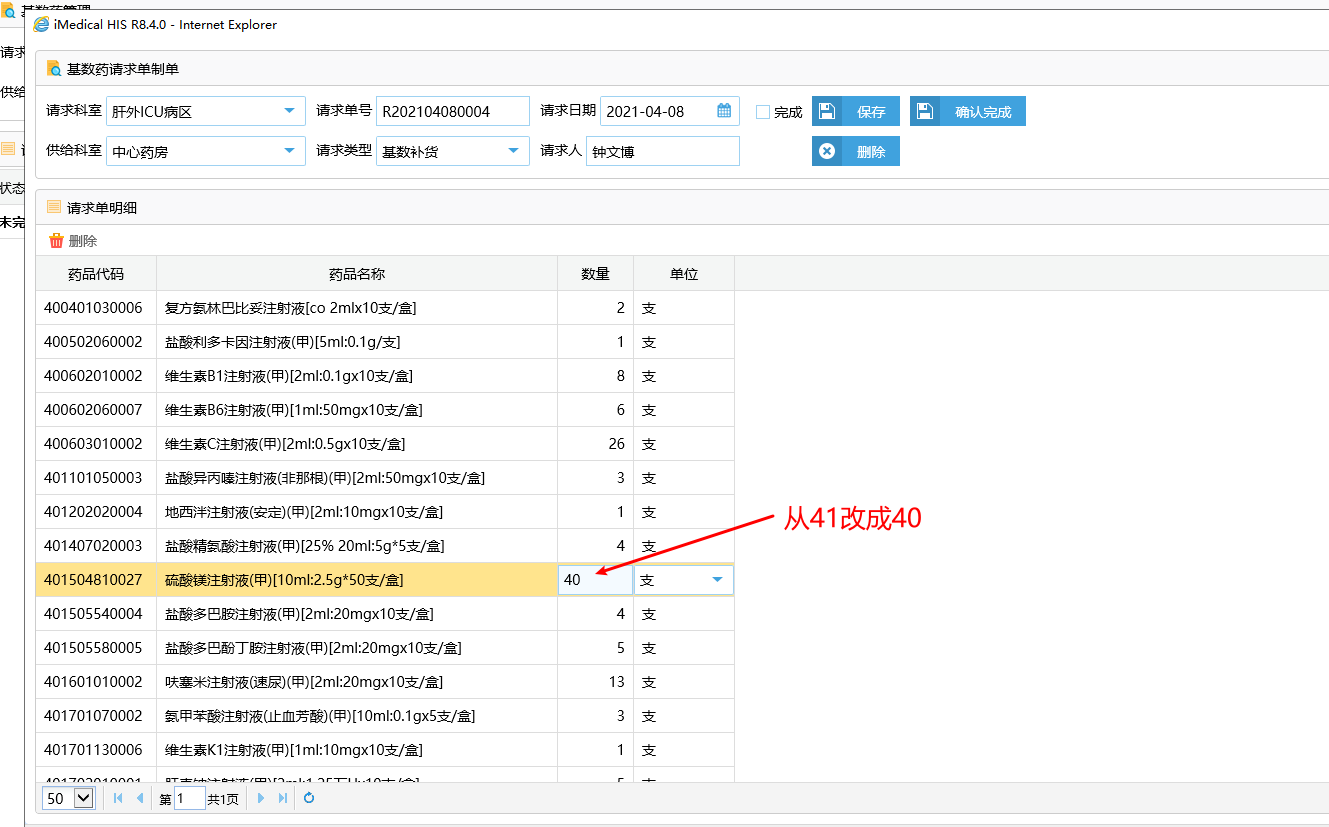 iMedical HIS R8.4.0 - Internet Explorer
请求
供给
状态
未完
基数药请求单制单
请求科室 肝外ICU病区 请求单号 R202104080004 请求日期 2021-04-08 完成 保存 确认完成
供给科室 中心药房 请求类型 基数补货 请求人 钟文博 删除
请求单明细
删除
药品代码 药品名称 数量 单位
400401030006 复方氨林巴比妥注射液[co 2mlx10支/盒] 2 支
400502060002 盐酸利多卡因注射液(甲)[5ml:0.1g/支] 1 支
400602010002 维生素B1注射液(甲)[2ml:0.1gx10支/盒] 8 支
400602060007 维生素B6注射液(甲)[1ml:50mgx10支/盒] 6 支
400603010002 维生素C注射液(甲)[2ml:0.5gx10支/盒] 26 支
401101050003 盐酸异丙嗪注射液(非那根)(甲)[2ml:50mgx10支/盒] 3 支
401202020004 地西泮注射液(安定)(甲)[2ml:10mgx10支/盒] 1 支
从41改成40
401407020003 盐酸精氨酸注射液(甲)[25% 20ml:5g*5支/盒] 4 支
401504810027 硫酸镁注射液(甲)[10ml:2.5g*50支/盒] 40 支
401505540004 盐酸多巴胺注射液(甲)[2ml:20mgx10支/盒] 4 支
401505580005 盐酸多巴酚丁胺注射液(甲)[2ml:20mgx10支/盒] 5 支
401601010002 呋塞米注射液(速尿)(甲)[2ml:20mgx10支/盒] 13 支
401701070002 氨甲苯酸注射液(止血芳酸)(甲)[10ml:0.1gx5支/盒] 3 支
401701130006 维生素K1注射液(甲)[1ml:10mgx10支/盒] 1 支
50 第 1 共1页